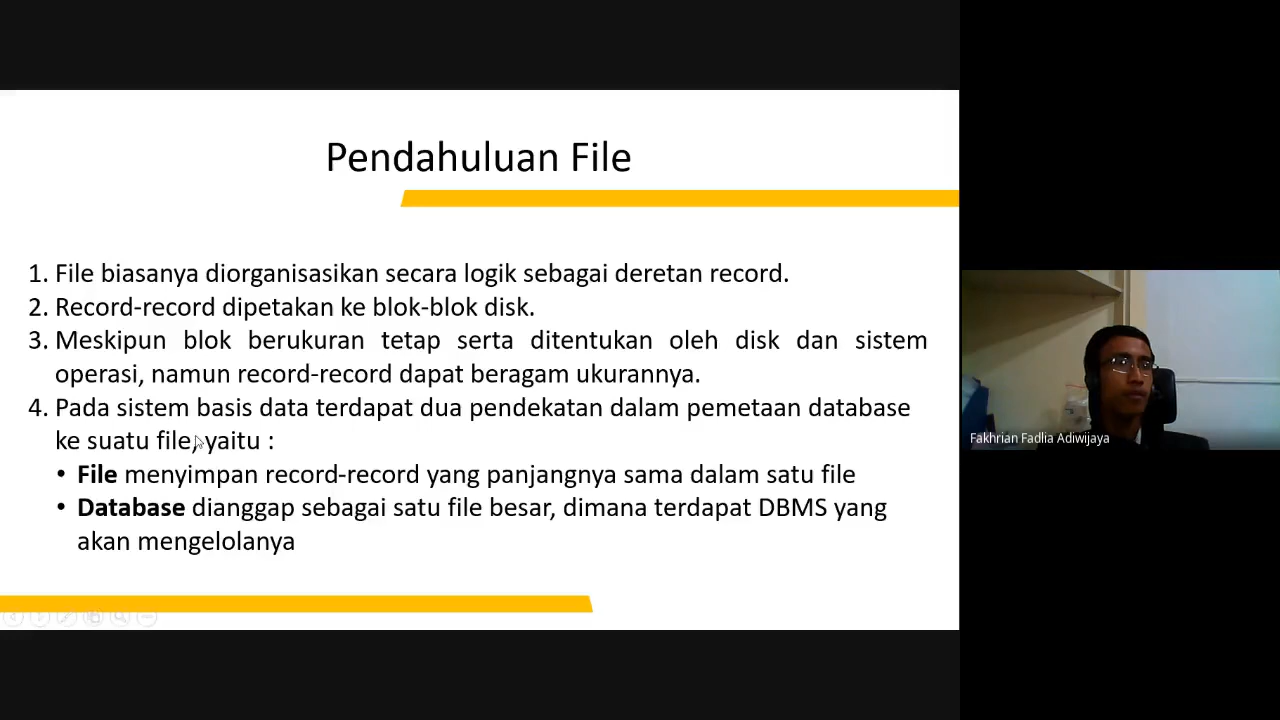 Pendahuluan File
1. File biasanya diorganisasikan secara logik sebagai deretan record.
2. Record-record dipetakan ke blok-blok disk.
3. Meskipun blok berukuran tetap serta ditentukan oleh disk dan sistem
operasi, namun record-record dapat beragam ukurannya.
4. Pada sistem basis data terdapat dua pendekatan dalam pemetaan database
ke suatu file, yaitu :
• File menyimpan record-record yang panjangnya sama dalam satu file
• Database dianggap sebagai satu file besar, dimana terdapat DBMS yang
akan mengelolanya
Fakhrian Fadlia Adiwijaya